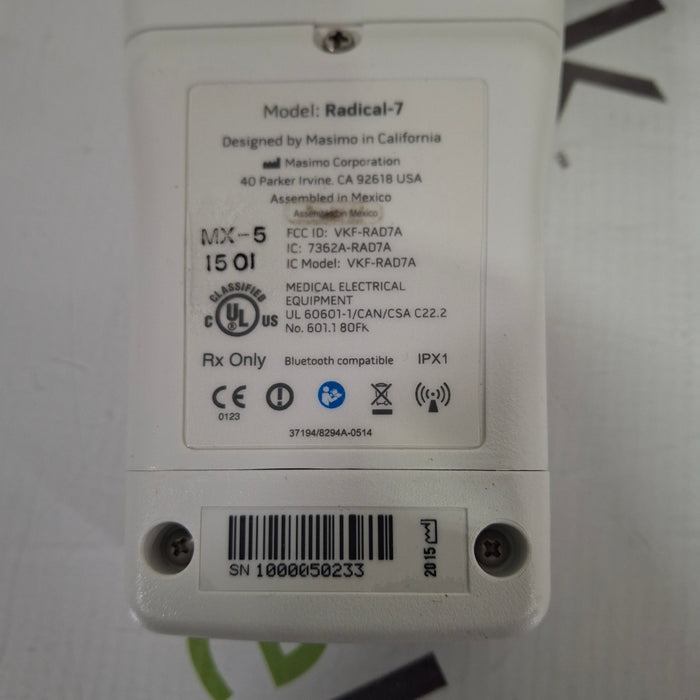 Model: Radical-7
Designed by Masimo in California
Masimo Corporation
40 Parker Irvine, CA 92618 USA
Assembled in Mexico
Assembled in Mexico
MX-5
1501
FCC ID: VKF-RAD7A
IC: 7362A-RAD7A
IC Model: VKF-RAD7A
CLASSIFIED
C UL ® US
MEDICAL ELECTRICAL
EQUIPMENT
UL 60601-1/CAN/CSA C22.2
No. 601.1 80FK
Rx Only Bluetooth compatible IPX1
CE
0123
37194/8294A-0514
SN 1000050233
2015